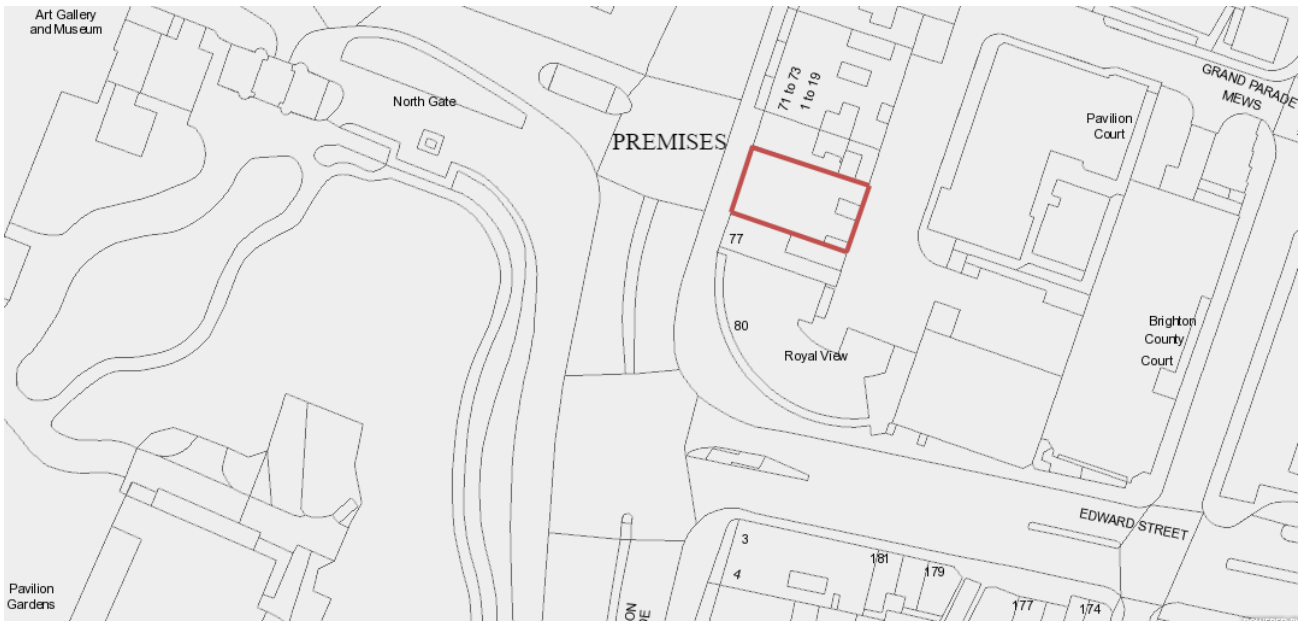 Art Gallery
and Museum
North Gate
PREMISES
71 to 73
1 to 19
GRAND PARADE
MEWS
Pavilion
Court
77
80
Royal View
Brighton
County
Court
EDWARD STREET
3
4
181
179
177
174
Pavilion
Gardens